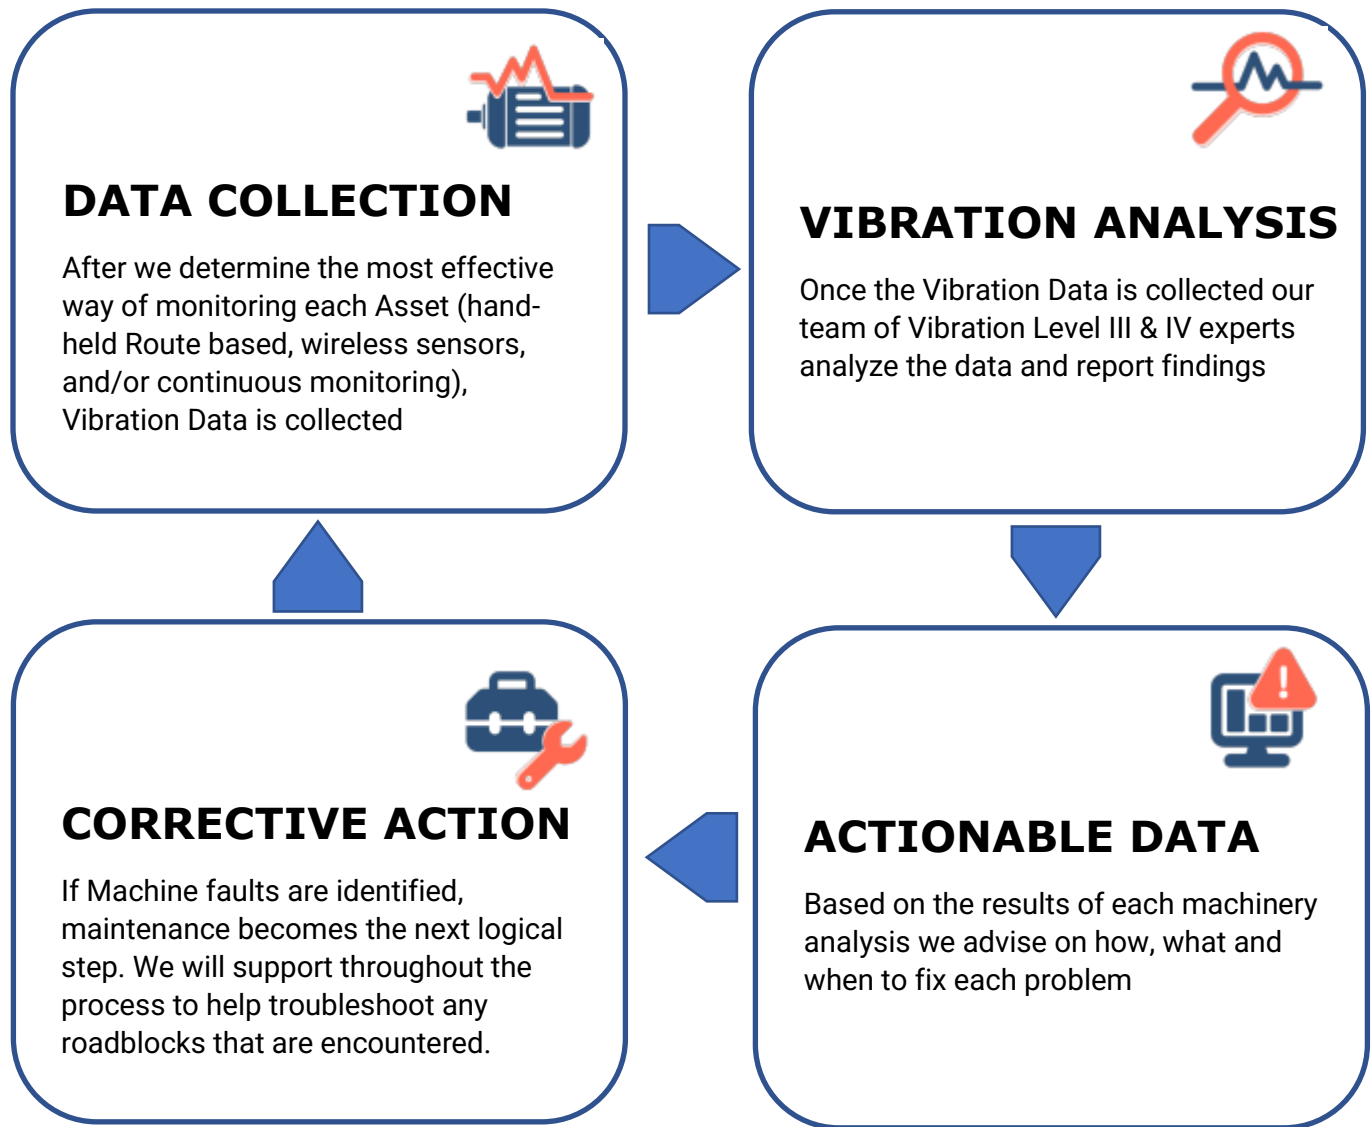 DATA COLLECTION
After we determine the most effective
way of monitoring each Asset (hand-
held Route based, wireless sensors,
and/or continuous monitoring),
Vibration Data is collected
VIBRATION ANALYSIS
Once the Vibration Data is collected our
team of Vibration Level III & IV experts
analyze the data and report findings
CORRECTIVE ACTION
If Machine faults are identified,
maintenance becomes the next logical
step. We will support throughout the
process to help troubleshoot any
roadblocks that are encountered.
ACTIONABLE DATA
Based on the results of each machinery
analysis we advise on how, what and
when to fix each problem